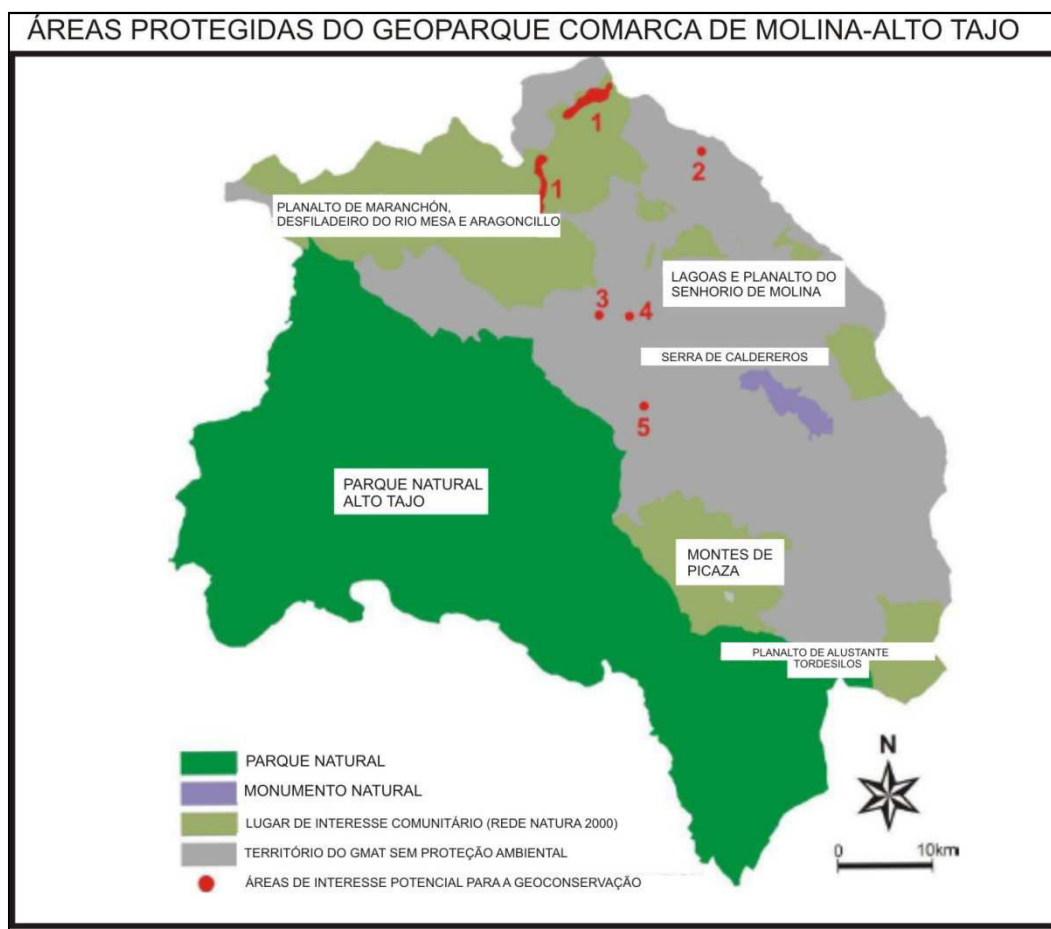 ÁREAS PROTEGIDAS DO GEOPARQUE COMARCA DE MOLINA-ALTO TAJO
1
2
1
PLANALTO DE MARANCHÓN,
DESFILADEIRO DO RIO MESA E ARAGONCILLO
LAGOAS E PLANALTO DO
SENHORIO DE MOLINA
3
4
SERRA DE CALDEREROS
5
PARQUE NATURAL
ALTO TAJO
MONTES DE
PICAZA
PLANALTO DE ALUSTANTE
TORDESILOS
N
0 10km
PARQUE NATURAL
MONUMENTO NATURAL
LUGAR DE INTERESSE COMUNITÁRIO (REDE NATURA 2000)
TERRITÓRIO DO GMAT SEM PROTEÇÃO AMBIENTAL
ÁREAS DE INTERESSE POTENCIAL PARA A GEOCONSERVAÇÃO